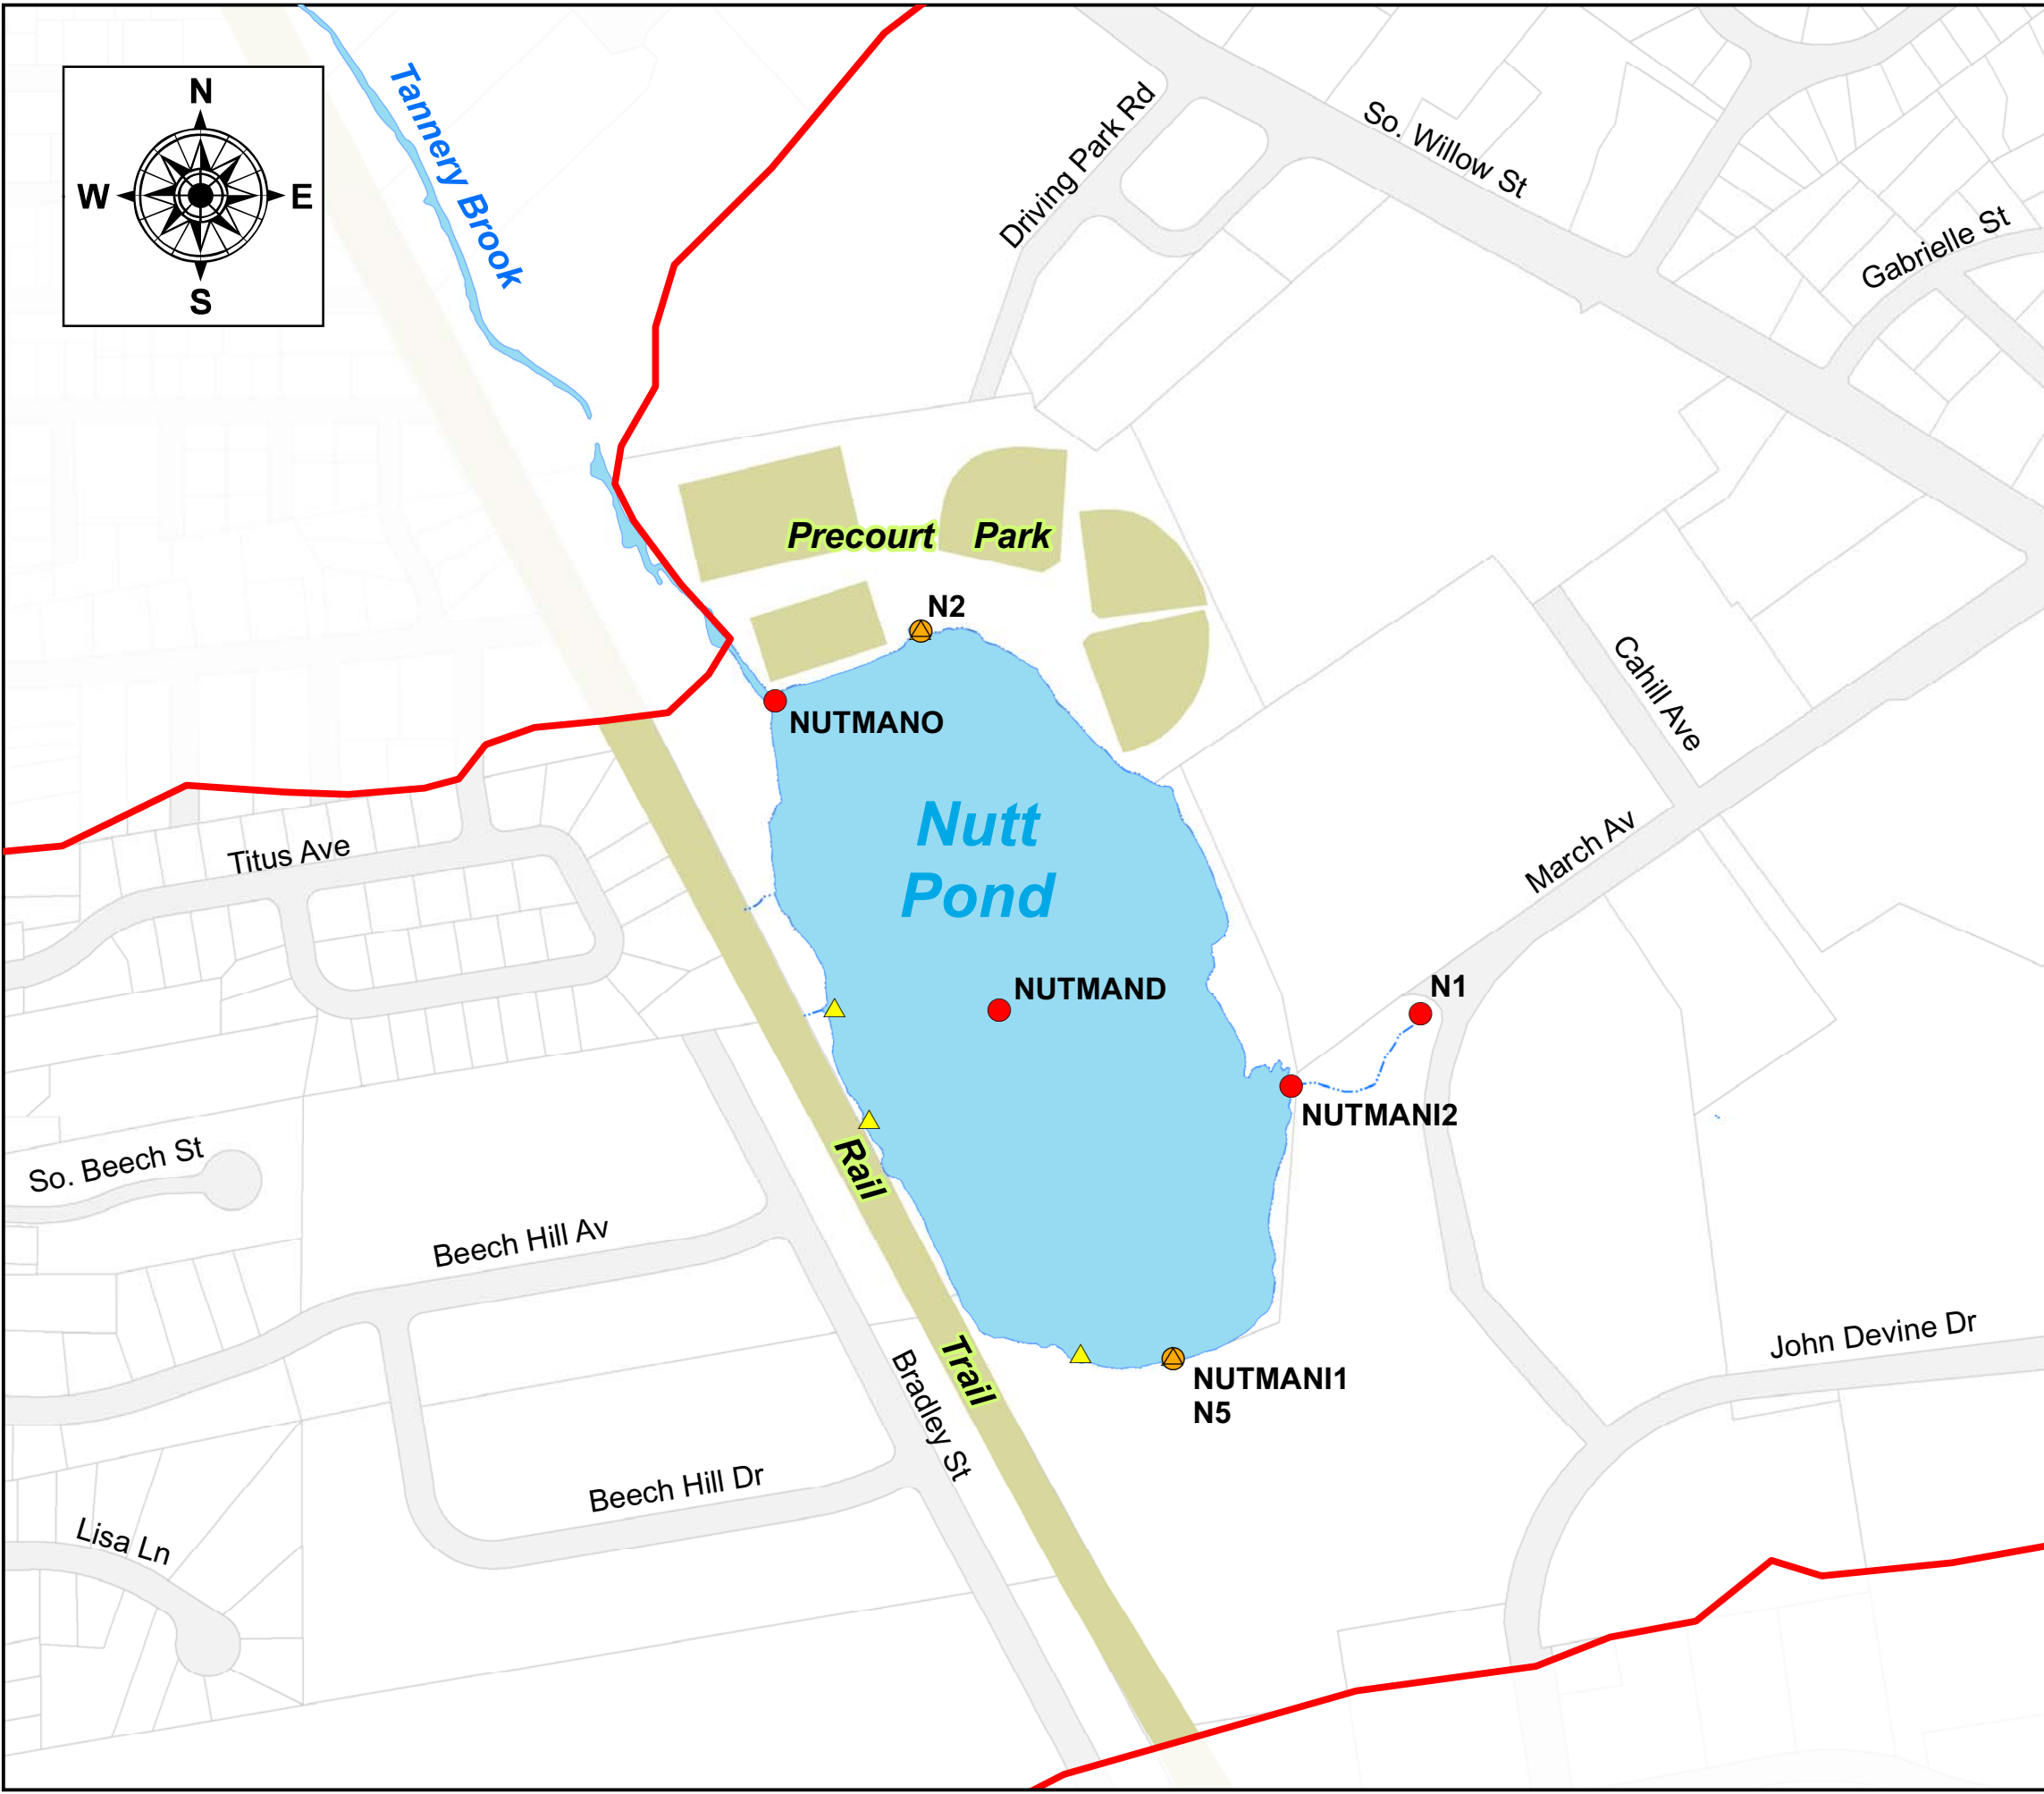 N
W
E
S
Tannery Brook
Driving Park Rd
So. Willow St
Gabrielle St
Precourt Park
N2
NUTMANO
Cahill Ave
Nutt
Pond
March Av
Titus Ave
NUTMAND
N1
NUTMANI2
So. Beech St
Rail
Trail
Beech Hill Av
John Devine Dr
Bradley St
NUTMANI1
N5
Beech Hill Dr
Lisa Ln